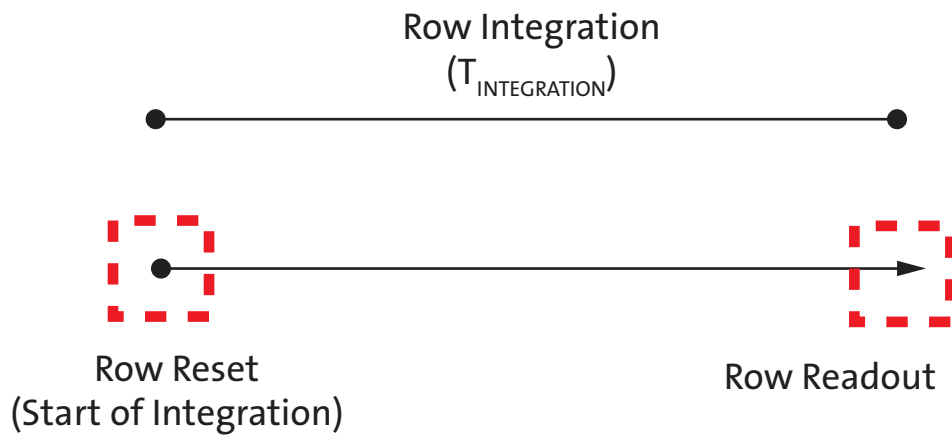 Row Integration
(TINTEGRATION)
Row Reset
(Start of Integration)
Row Readout